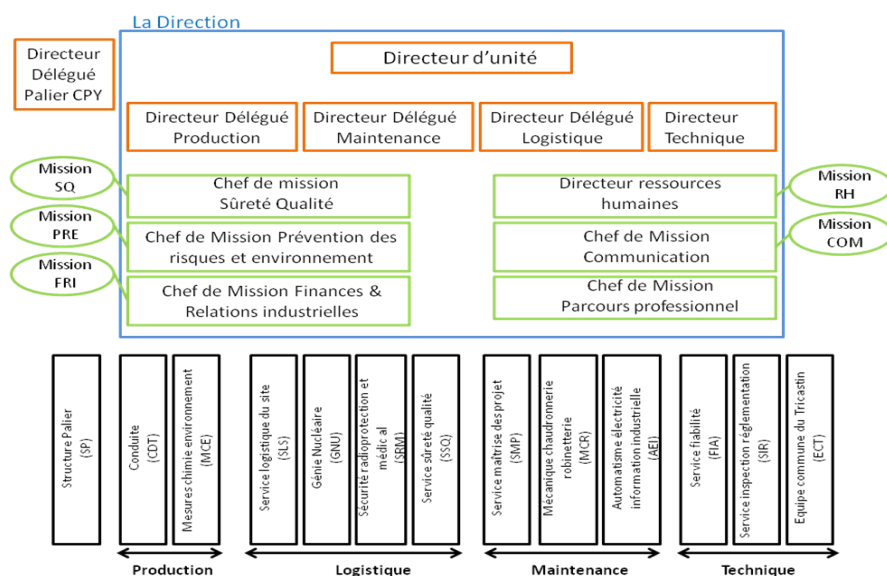 La Direction
Directeur
Délégué
Palier CPY
Directeur d'unité
Directeur Délégué
Production
Directeur Délégué
Maintenance
Directeur Délégué
Logistique
Directeur
Technique
Mission
SQ
Chef de mission
Sûreté Qualité
Directeur ressources
humaines
Mission
RH
Mission
PRE
Chef de Mission Prévention des
risques et environnement
Chef de Mission
Communication
Mission
COM
Mission
FRI
Chef de Mission Finances &
Relations industrielles
Chef de Mission
Parcours professionnel
Structure Palier
(SP)
Conduite
(CDT)
Mesures chimie environnement
(MCE)
Service logistique du site
(SLS)
Génie Nucléaire
(GNU)
Sécurité radioprotection et
médic al
(SRM)
Service sûreté qualité
(SSQ)
Service maîtrise des projet
(SMP)
Mécanique chaudronnerie
robinetterie
(MCR)
Automatisme électricité
information industrielle
(AEI)
Service fiabilité
(FIA)
Service inspection réglementation
(SIR)
Equipe commune du Tricastin
(ECT)
Production
Logistique
Maintenance
Technique